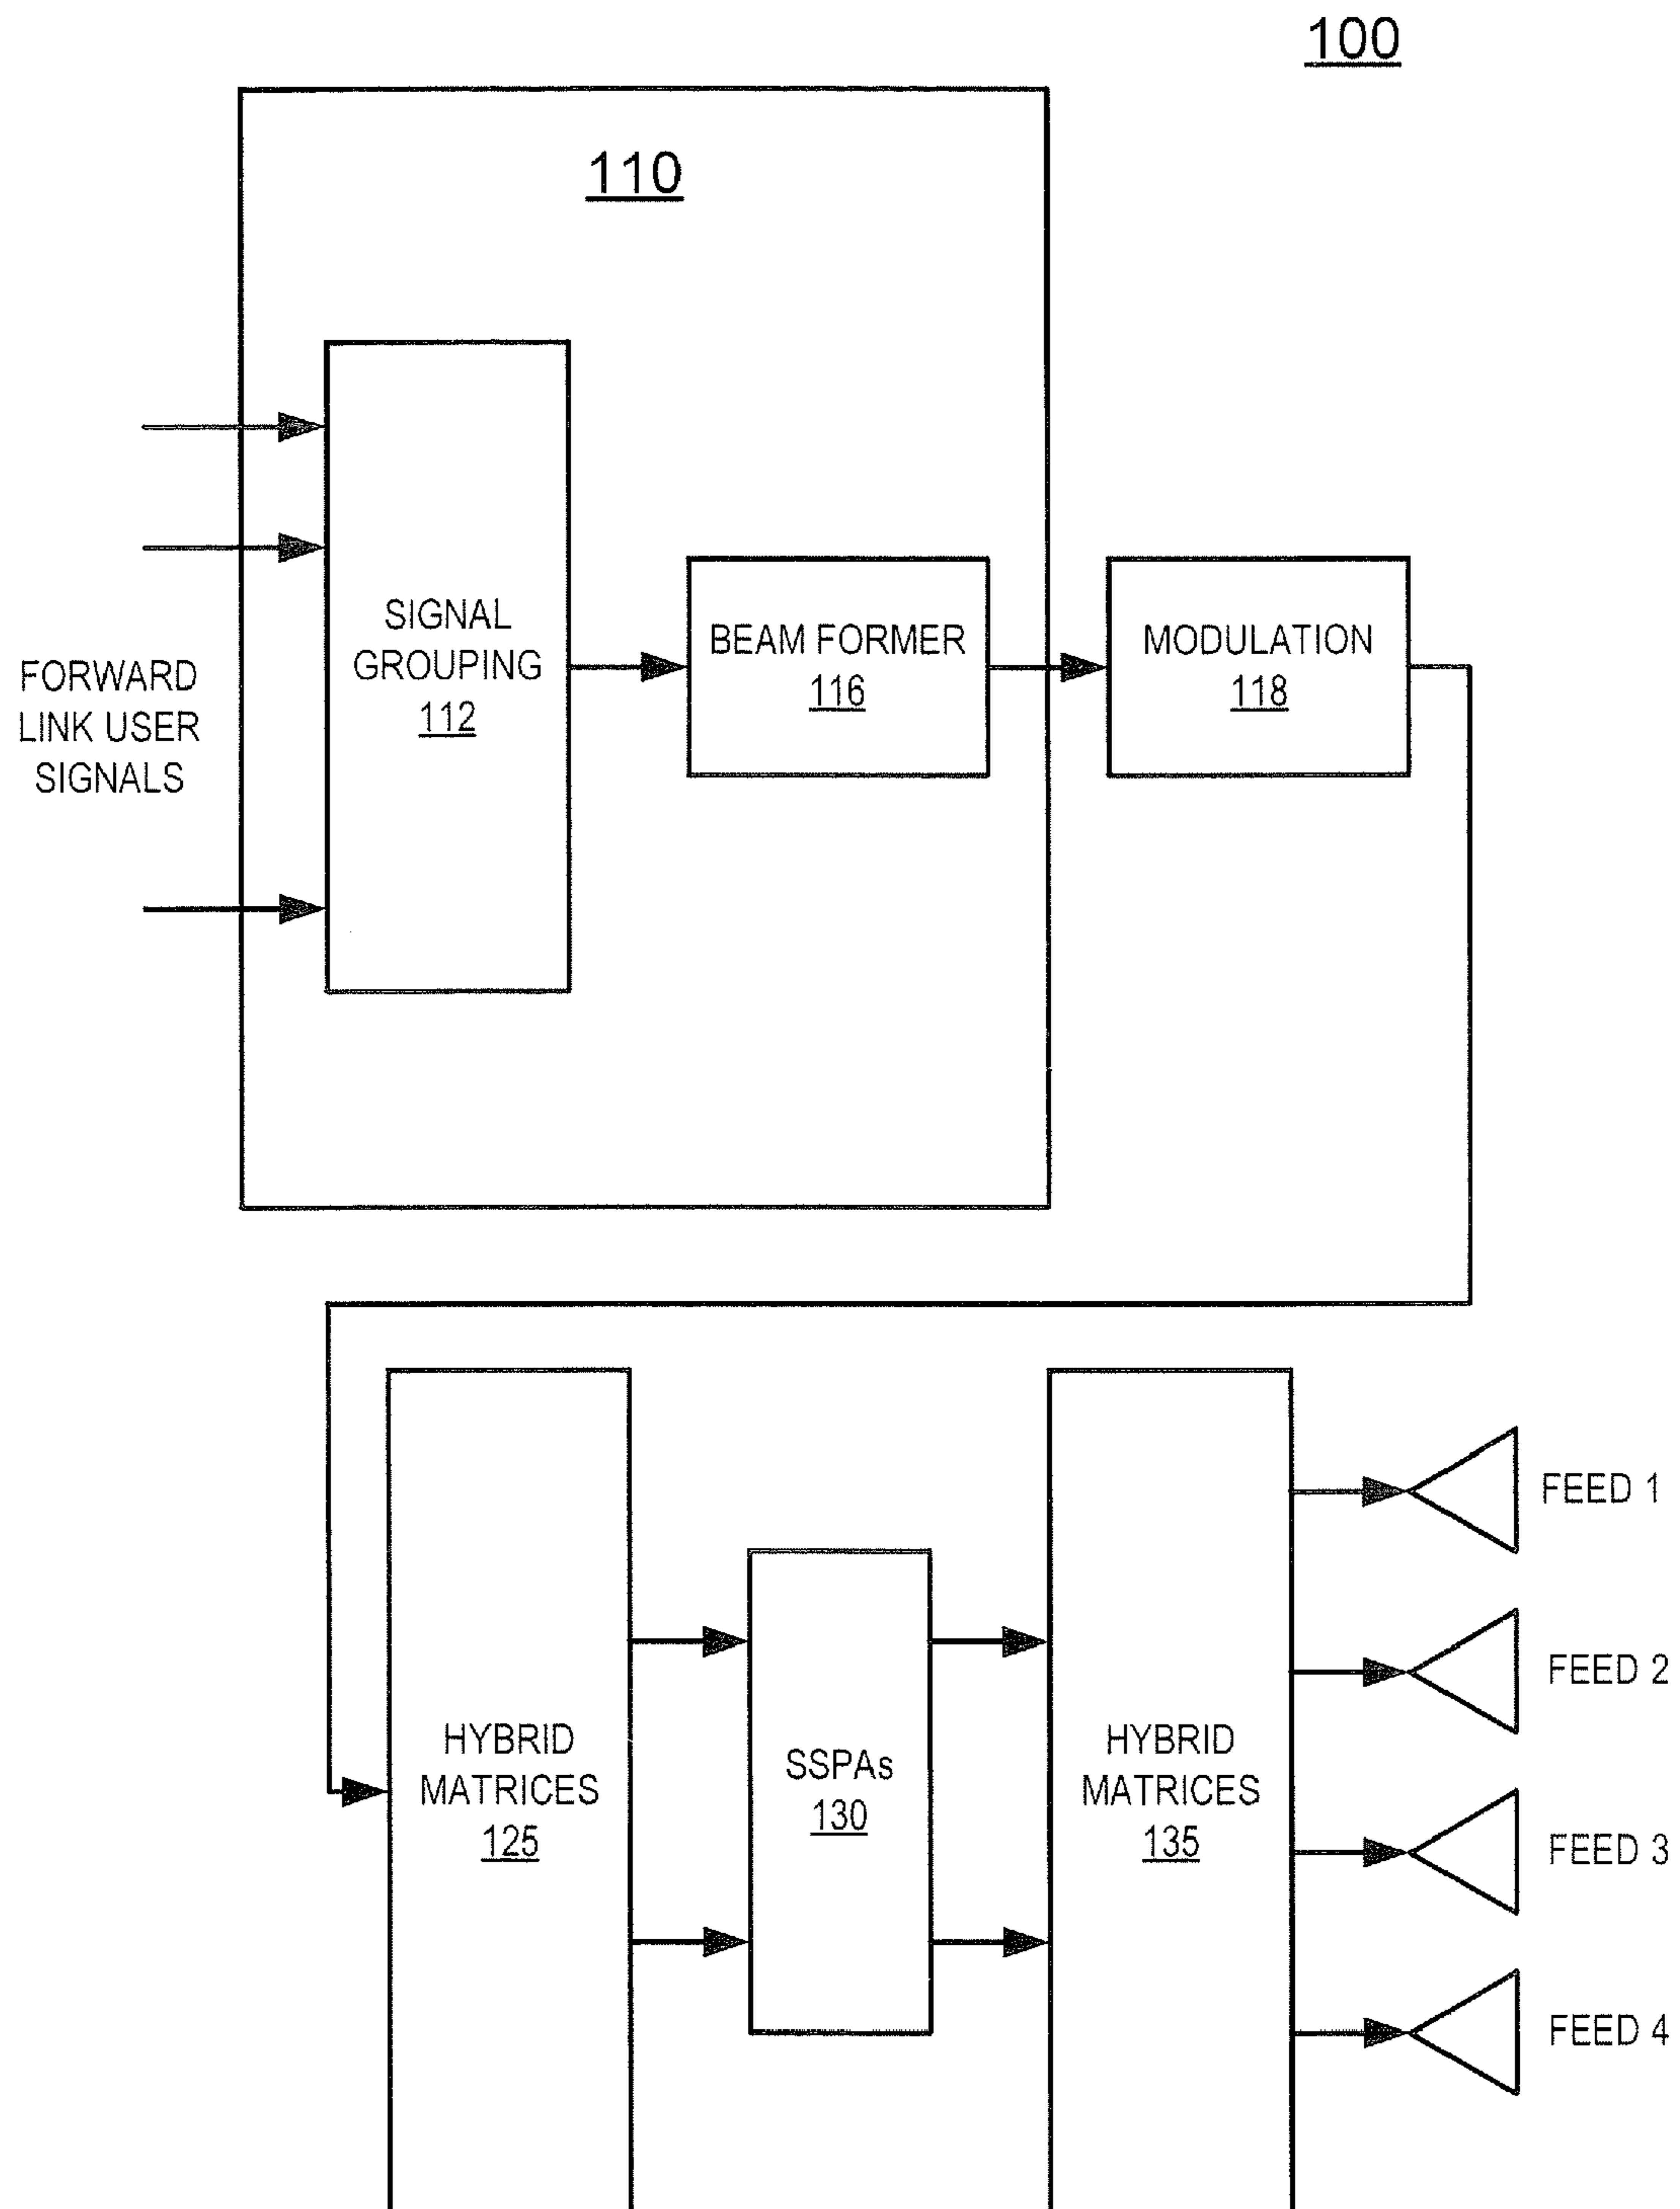 100
110
FORWARD
LINK USER
SIGNALS
SIGNAL
GROUPING
112
BEAM FORMER
116
MODULATION
118
HYBRID
MATRICES
125
SSPAs
130
HYBRID
MATRICES
135
FEED 1
FEED 2
FEED 3
FEED 4